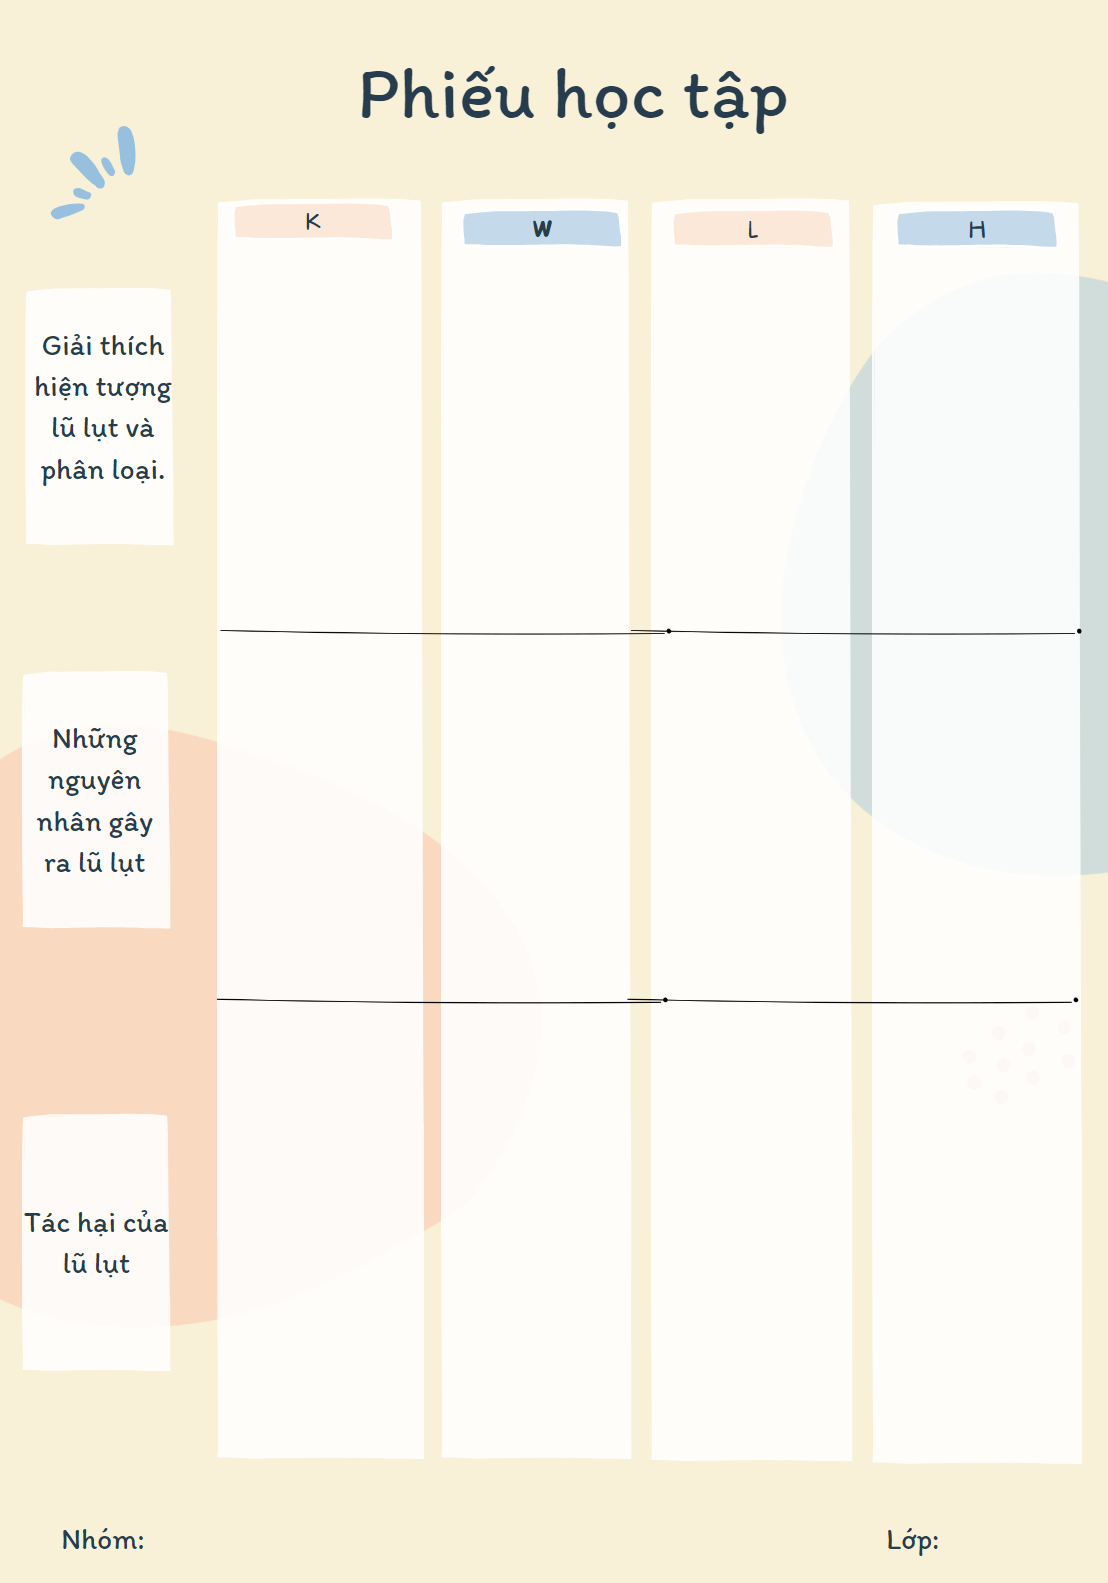 Phiếu học tập
K
W
L
H
Giải thích
hiện tượng
lũ lụt và
phân loại.
Những
nguyên
nhân gây
ra lũ lụt
Tác hại của
lũ lụt
Nhóm:
Lớp: